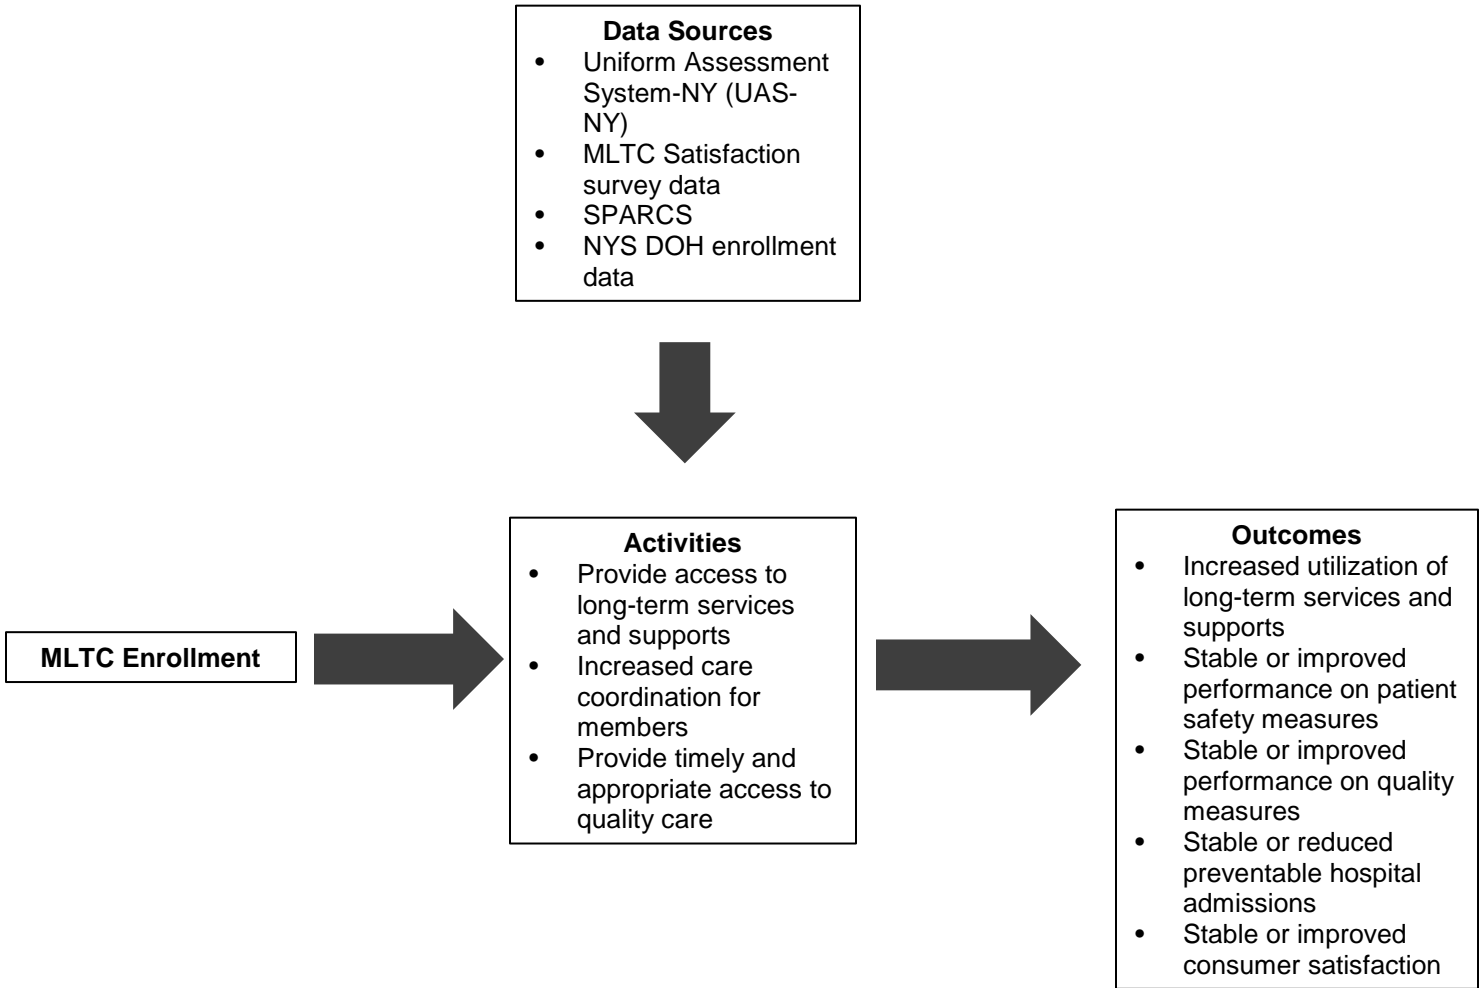 Data Sources
• Uniform Assessment
System-NY (UAS-
NY)
• MLTC Satisfaction
survey data
• SPARCS
• NYS DOH enrollment
data
MLTC Enrollment
Activities
• Provide access to
long-term services
and supports
• Increased care
coordination for
members
• Provide timely and
appropriate access to
quality care
Outcomes
• Increased utilization of
long-term services and
supports
• Stable or improved
performance on patient
safety measures
• Stable or improved
performance on quality
measures
• Stable or reduced
preventable hospital
admissions
• Stable or improved
consumer satisfaction